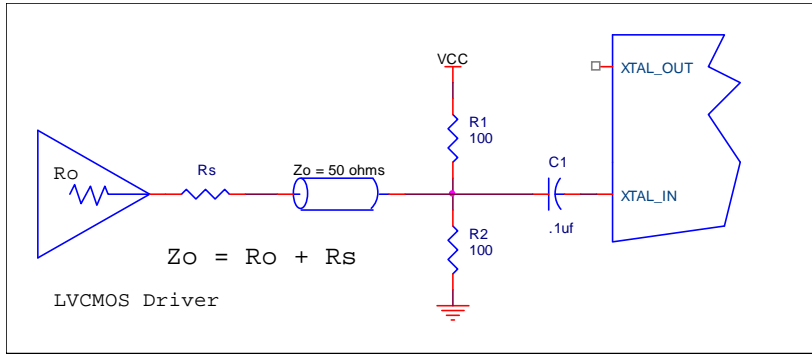 VCC
XTAL_OUT
R1
100
C1
Ro
Rs
Zo = 50 ohms
XTAL_IN
R2
100
.1uf
Zo = Ro + Rs
LVCMOS Driver